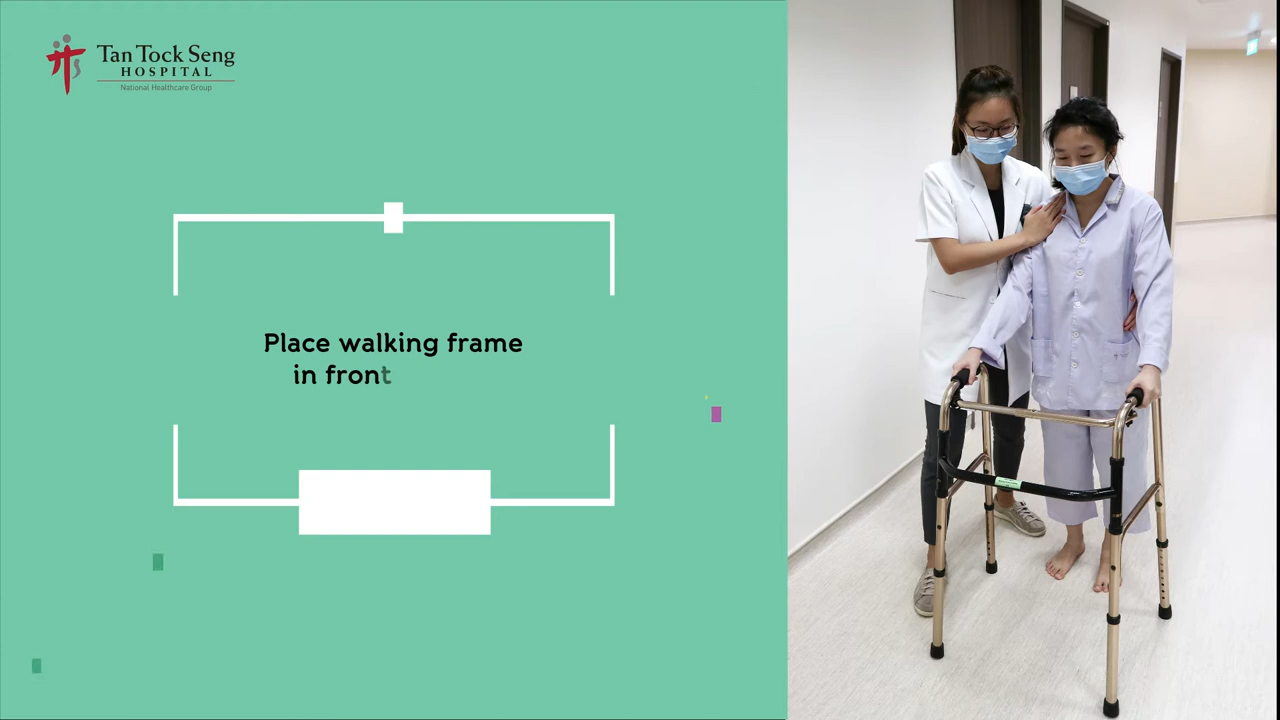 Tan Tock Seng
HOSPITAL
National Healthcare Group
Place walking frame
in front